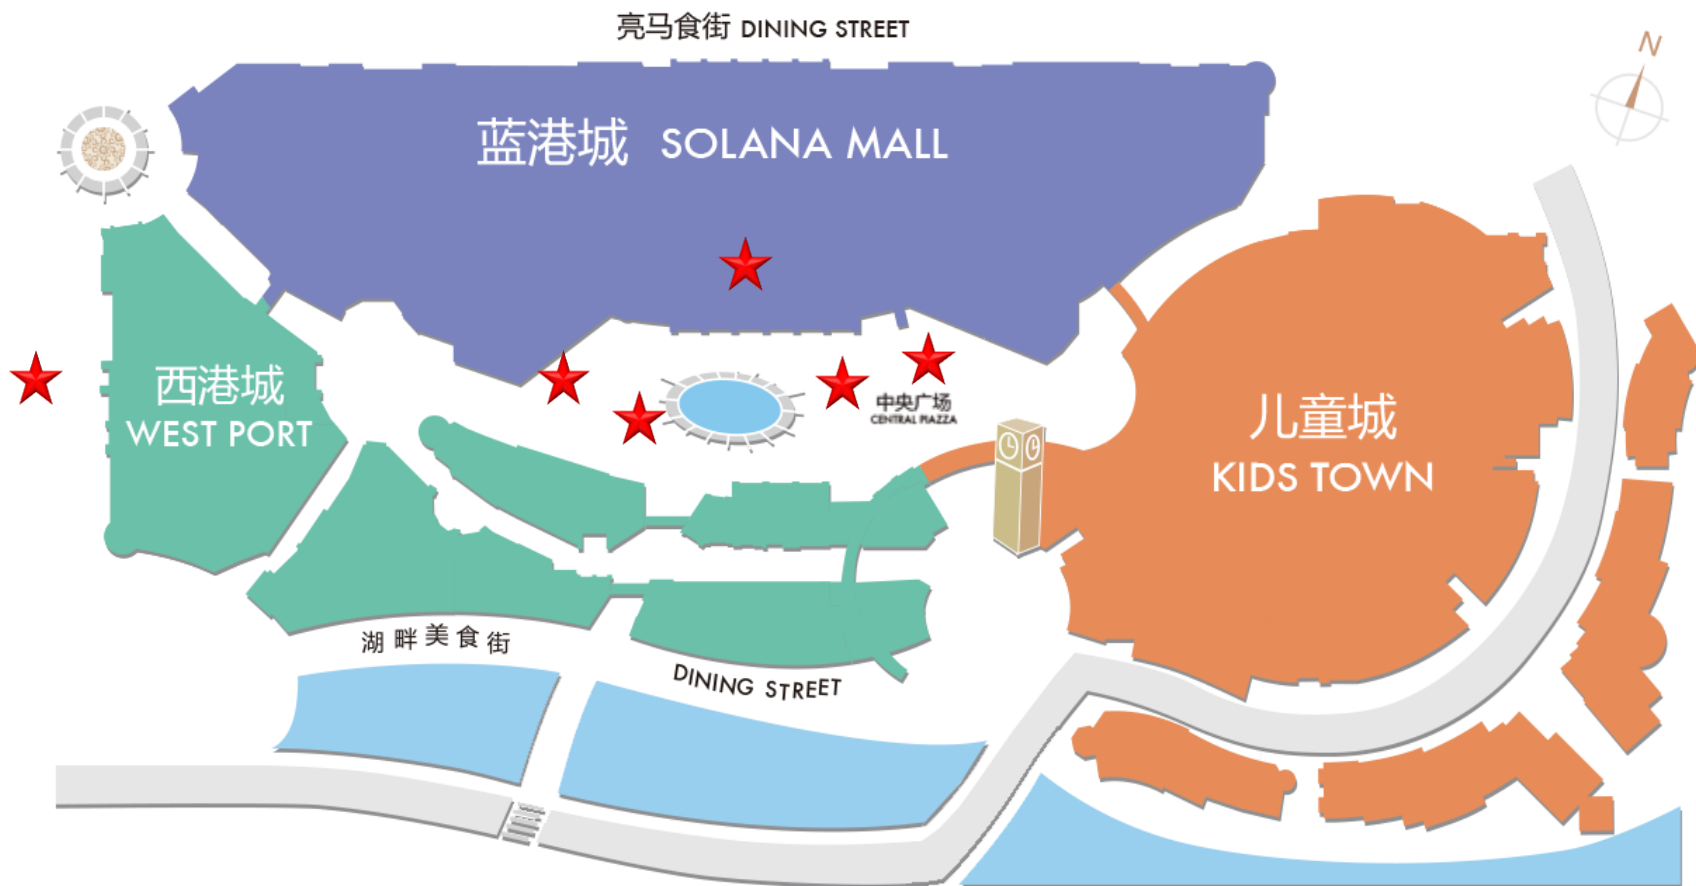 亮马食街 DINING STREET
N
蓝港城 SOLANA MALL
西港城
WEST PORT
中央广场
CENTRAL PIAZZA
儿童城
KIDS TOWN
湖畔美食街
DINING STREET